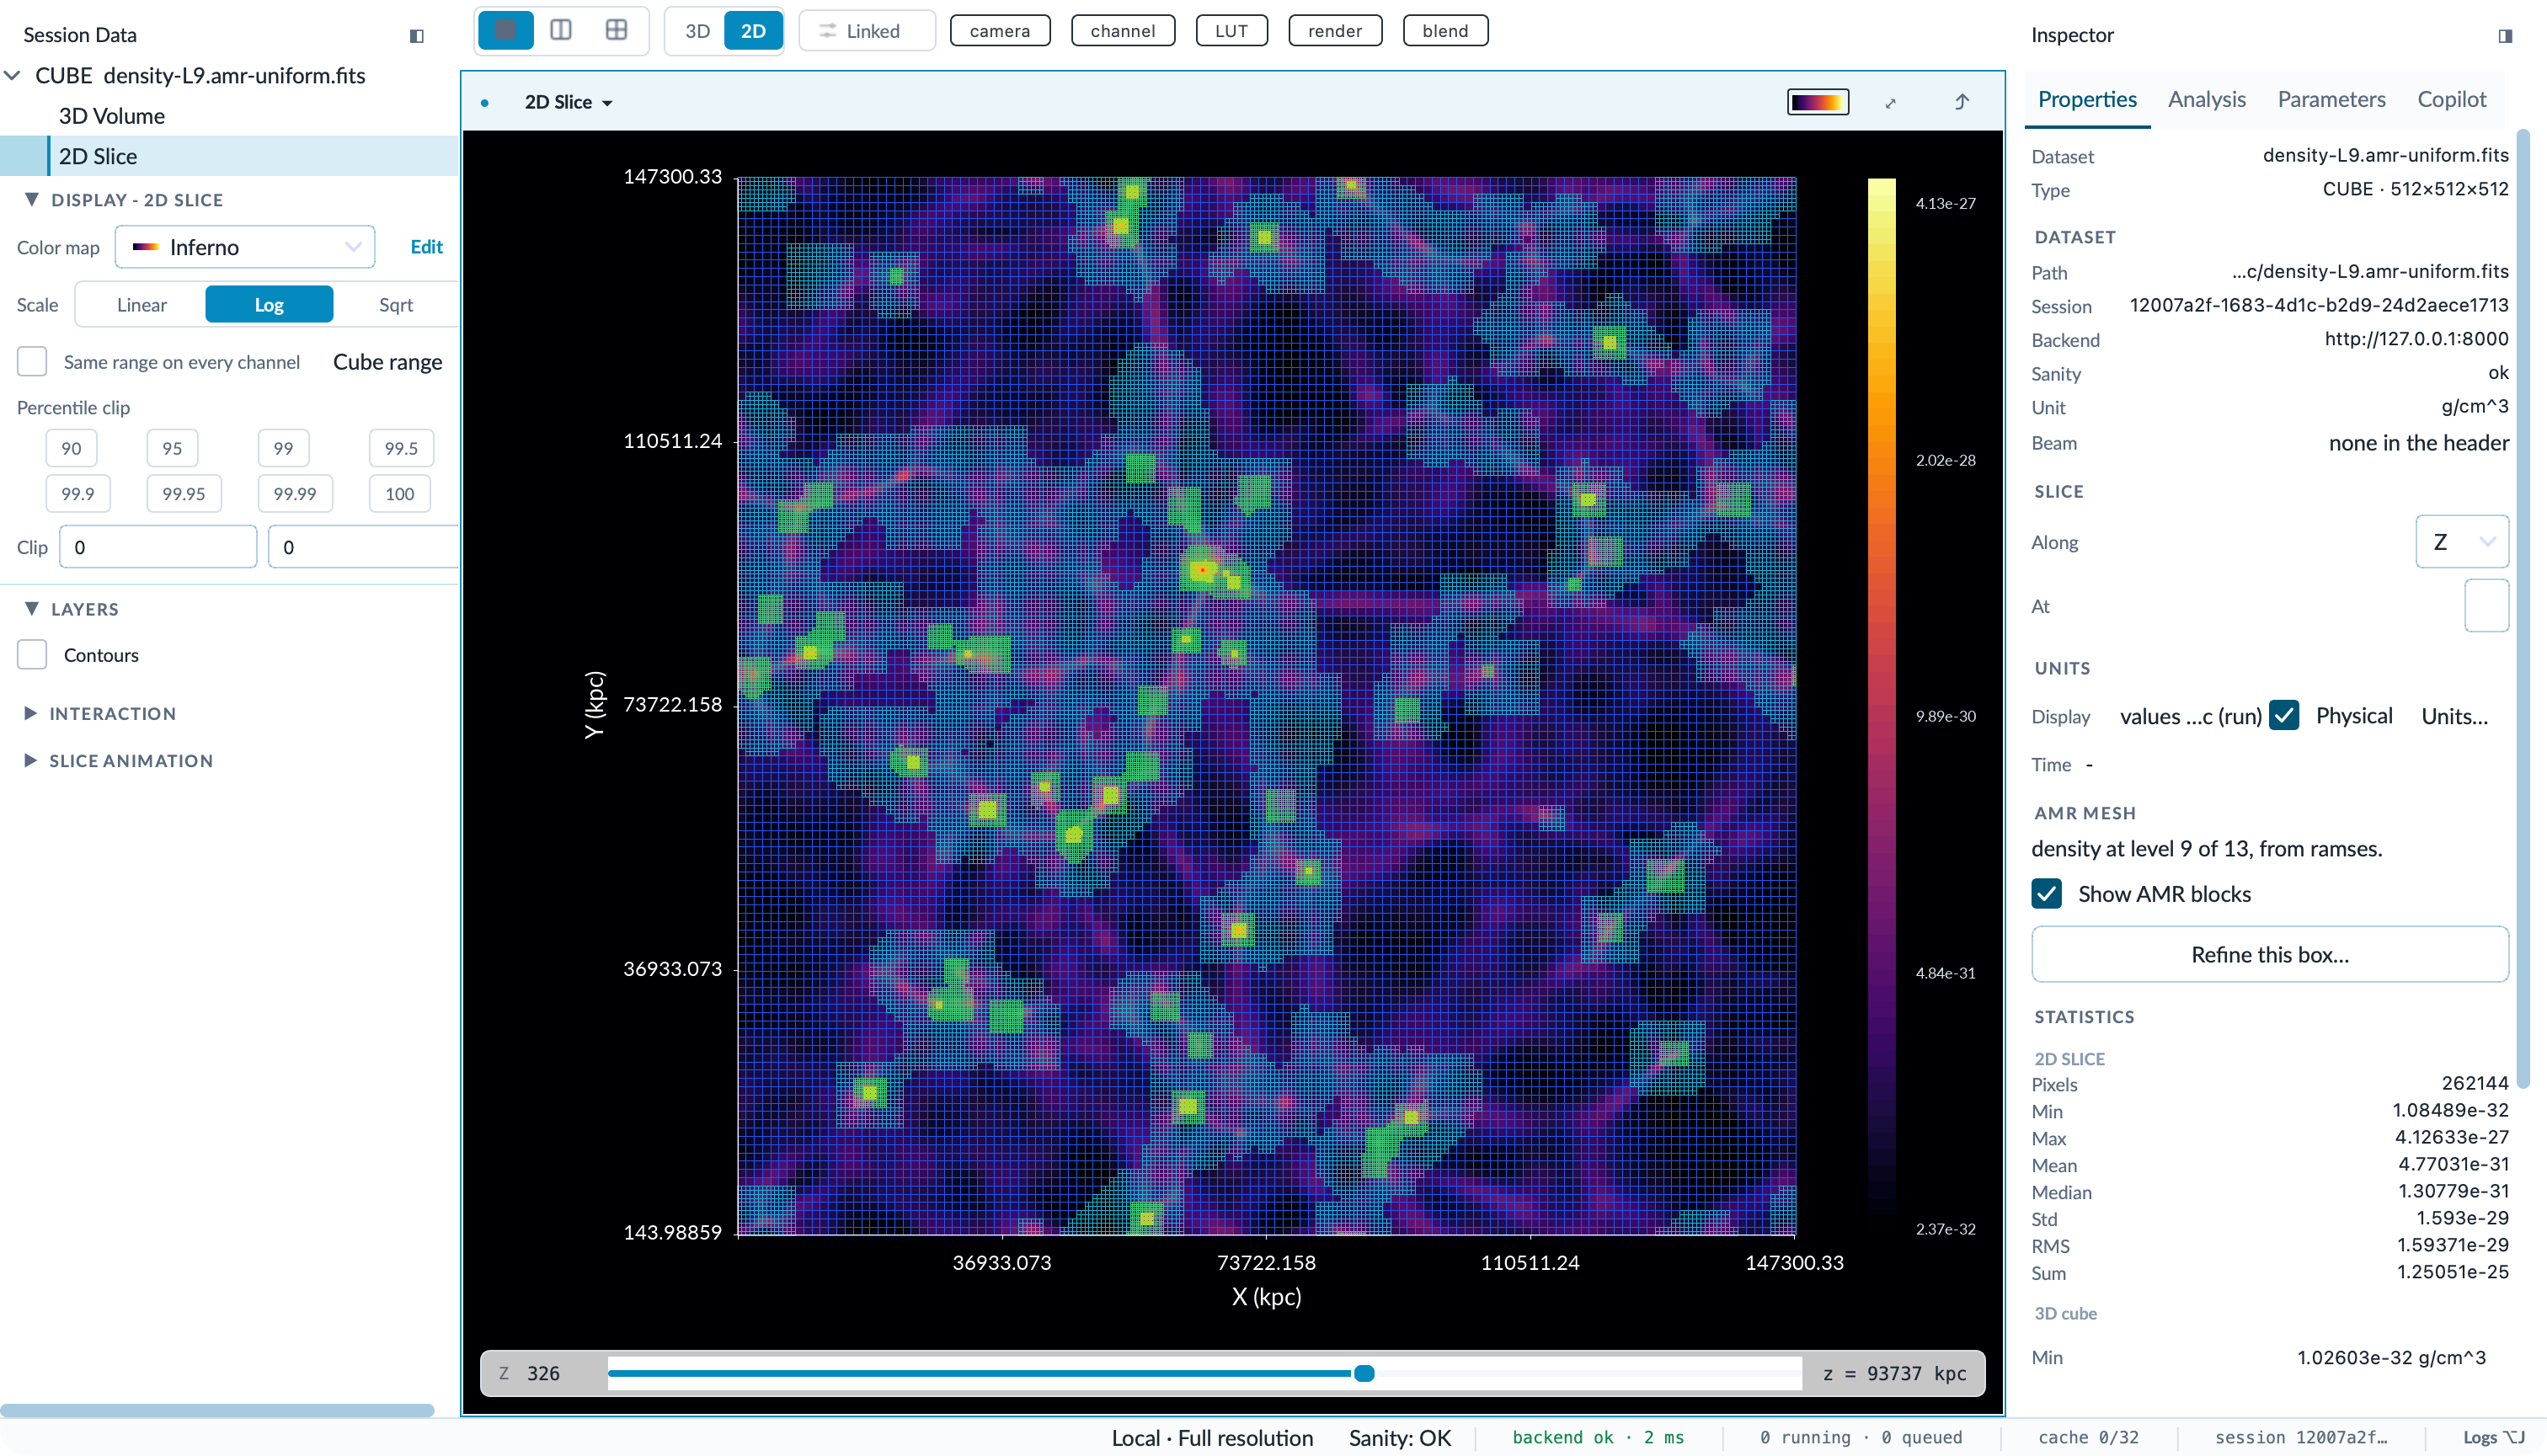 Session Data
CUBE density-L9.amr-uniform.fits
3D Volume
2D Slice
DISPLAY - 2D SLICE
Color map Inferno Edit
Scale Linear Log Sqrt
Same range on every channel Cube range
Percentile clip
90 95 99 99.5
99.9 99.95 99.99 100
Clip 0 0
LAYERS
Contours
INTERACTION
SLICE ANIMATION
3D 2D Linked camera channel LUT render blend
2D Slice
147300.33
110511.24
73722.158
36933.073
143.98859
Y (kpc)
36933.073 73722.158 110511.24 147300.33
X (kpc)
4.13e-27
2.02e-28
9.89e-30
4.84e-31
2.37e-32
Z 326 z = 93737 kpc
Inspector
Properties Analysis Parameters Copilot
Dataset density-L9.amr-uniform.fits
Type CUBE · 512×512×512
DATASET
Path ...c/density-L9.amr-uniform.fits
Session 12007a2f-1683-4d1c-b2d9-24d2aece1713
Backend http://127.0.0.1:8000
Sanity ok
Unit g/cm^3
Beam none in the header
SLICE
Along Z
At
UNITS
Display values ...c (run) Physical Units...
Time -
AMR MESH
density at level 9 of 13, from ramses.
Show AMR blocks
Refine this box...
STATISTICS
2D SLICE
Pixels 262144
Min 1.08489e-32
Max 4.12633e-27
Mean 4.77031e-31
Median 1.30779e-31
Std 1.593e-29
RMS 1.59371e-29
Sum 1.25051e-25
3D cube
Min 1.02603e-32 g/cm^3
Local · Full resolution Sanity: OK backend ok · 2 ms 0 running · 0 queued cache 0/32 session 12007a2f… Logs ⌥J